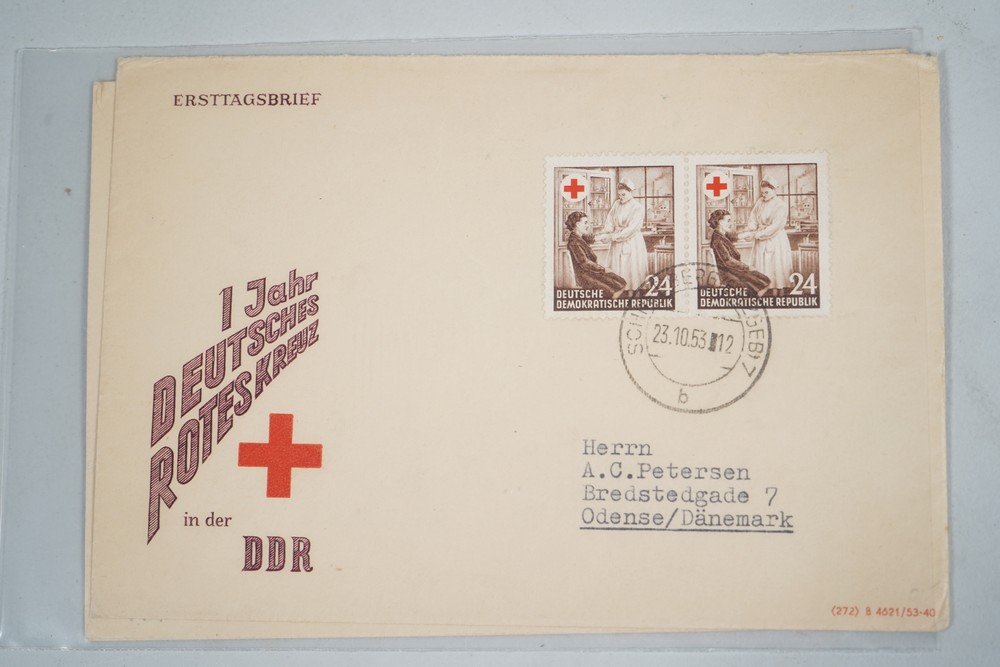 ERSTTAGSBRIEF
1 Jahr
DEUTSCHES
ROTES KREUZ
in der
DDR
24
DEUTSCHE
DEMOKRATISCHE REPUBLIK
24
DEUTSCHE
DEMOKRATISCHE REPUBLIK
23.10.53 12
b
Herrn
A.C.Petersen
Bredstedgade 7
Odense/Dänemark
(272) B 4621/53·40